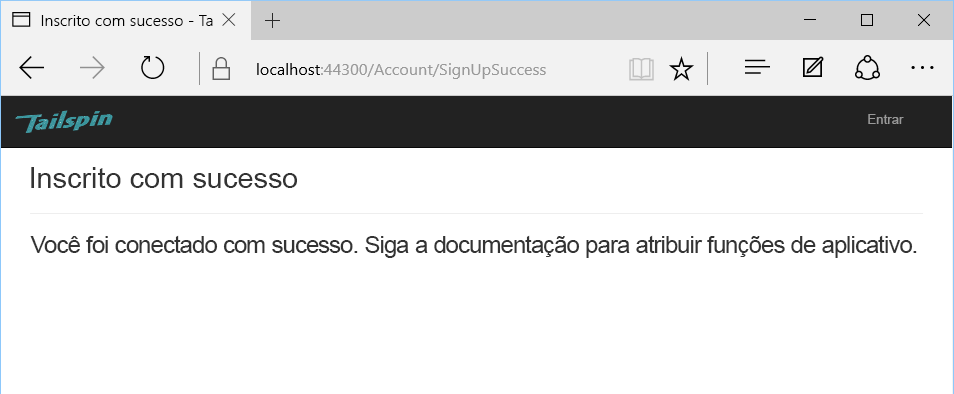 Inscrito com sucesso - Ta
localhost:44300/Account/SignUpSuccess
Tailspin
Entrar
Inscrito com sucesso
Você foi conectado com sucesso. Siga a documentação para atribuir funções de aplicativo.